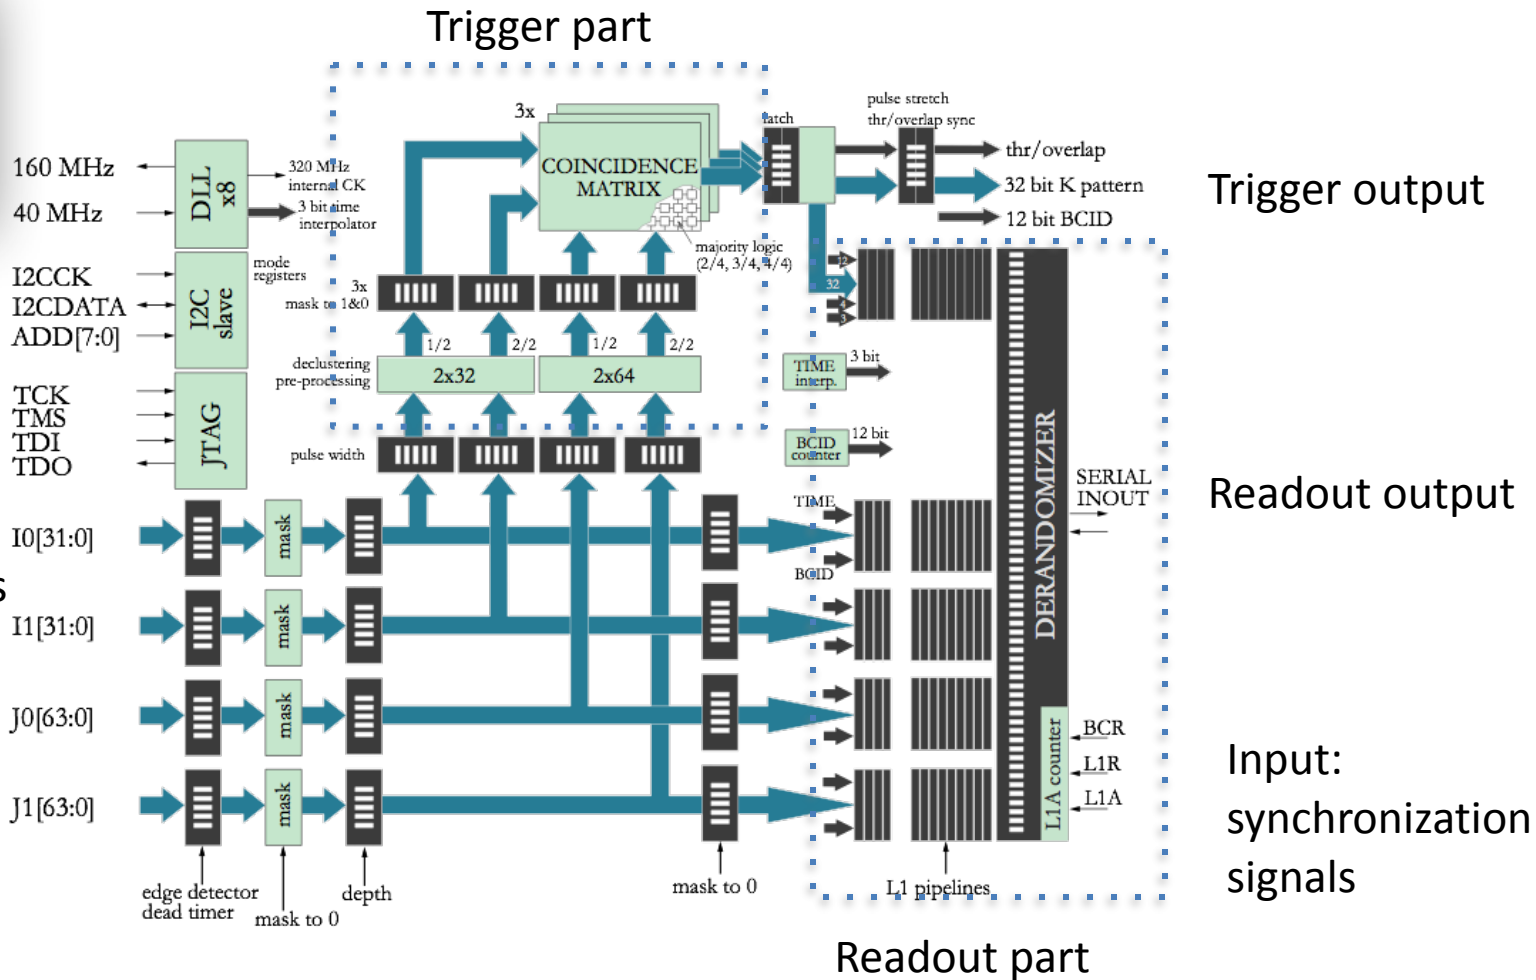 Trigger part
3x
COINCIDENCE
MATRIX
latch
pulse stretch
thr/overlap sync
thr/overlap
32 bit K pattern
12 bit BCID
Trigger output
160 MHz
40 MHz
DLL
x8
320 MHz
internal CK
3 bit time
interpolator
majority logic
(2/4, 3/4, 4/4)
I2CCK
I2CDATA
ADD[7:0]
I2C
slave
mode
registers
3x
mask to 1&0
12
32
4
3
1/2
2/2
1/2
2/2
declustering
pre-processing
2x32
2x64
TIME
interp.
3 bit
TCK
TMS
TDI
TDO
JTAG
pulse width
BCID
counter
12 bit
DERANDOMIZER
SERIAL
INOUT
Readout output
I0[31:0]
mask
TIME
BCID
s
I1[31:0]
mask
J0[63:0]
mask
J1[63:0]
mask
L1A counter
BCR
L1R
L1A
Input:
synchronization
signals
edge detector
dead timer
mask to 0
depth
mask to 0
L1 pipelines
Readout part